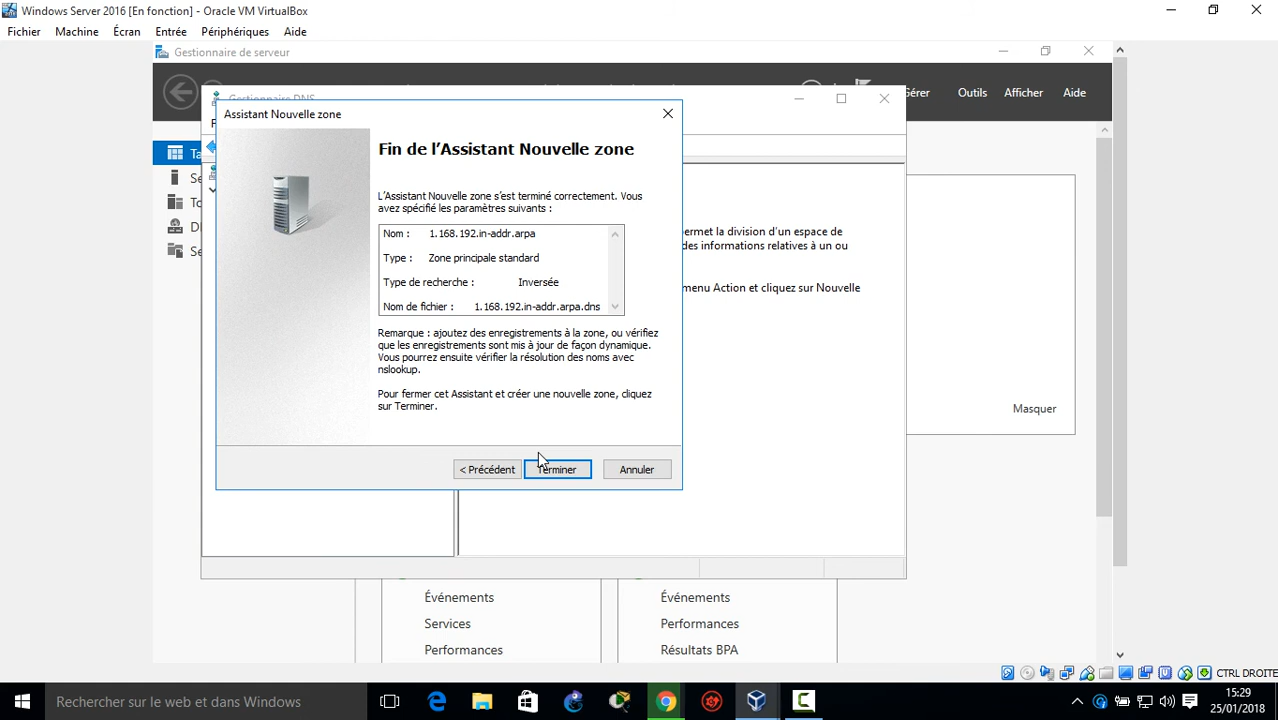 Windows Server 2016 [En fonction] - Oracle VM VirtualBox
Fichier Machine Écran Entrée Périphériques Aide
Gestionnaire de serveur
Gérer Outils Afficher Aide
Gestionnaire DNS
Assistant Nouvelle zone
Fin de l'Assistant Nouvelle zone
L'Assistant Nouvelle zone s'est terminé correctement. Vous
avez spécifié les paramètres suivants :
Nom : 1.168.192.in-addr.arpa
Type : Zone principale standard
Type de recherche : Inversée
Nom de fichier : 1.168.192.in-addr.arpa.dns
Remarque : ajoutez des enregistrements à la zone, ou vérifiez
que les enregistrements sont mis à jour de façon dynamique.
Vous pourrez ensuite vérifier la résolution des noms avec
nslookup.
Pour fermer cet Assistant et créer une nouvelle zone, cliquez
sur Terminer.
< Précédent Terminer Annuler
permet la division d'un espace de
des informations relatives à un ou
menu Action et cliquez sur Nouvelle
Masquer
Événements
Services
Performances
Événements
Performances
Résultats BPA
CTRL DROITE
Rechercher sur le web et dans Windows
15:29
25/01/2018